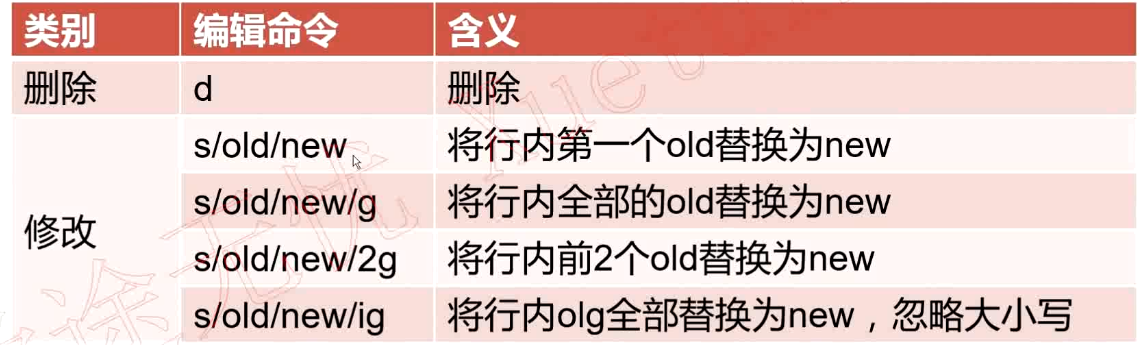 类别 编辑命令 含义
删除 d 删除
修改
s/old/new 将行内第一个old替换为new
s/old/new/g 将行内全部的old替换为new
s/old/new/2g 将行内前2个old替换为new
s/old/new/ig 将行内olg全部替换为new，忽略大小写